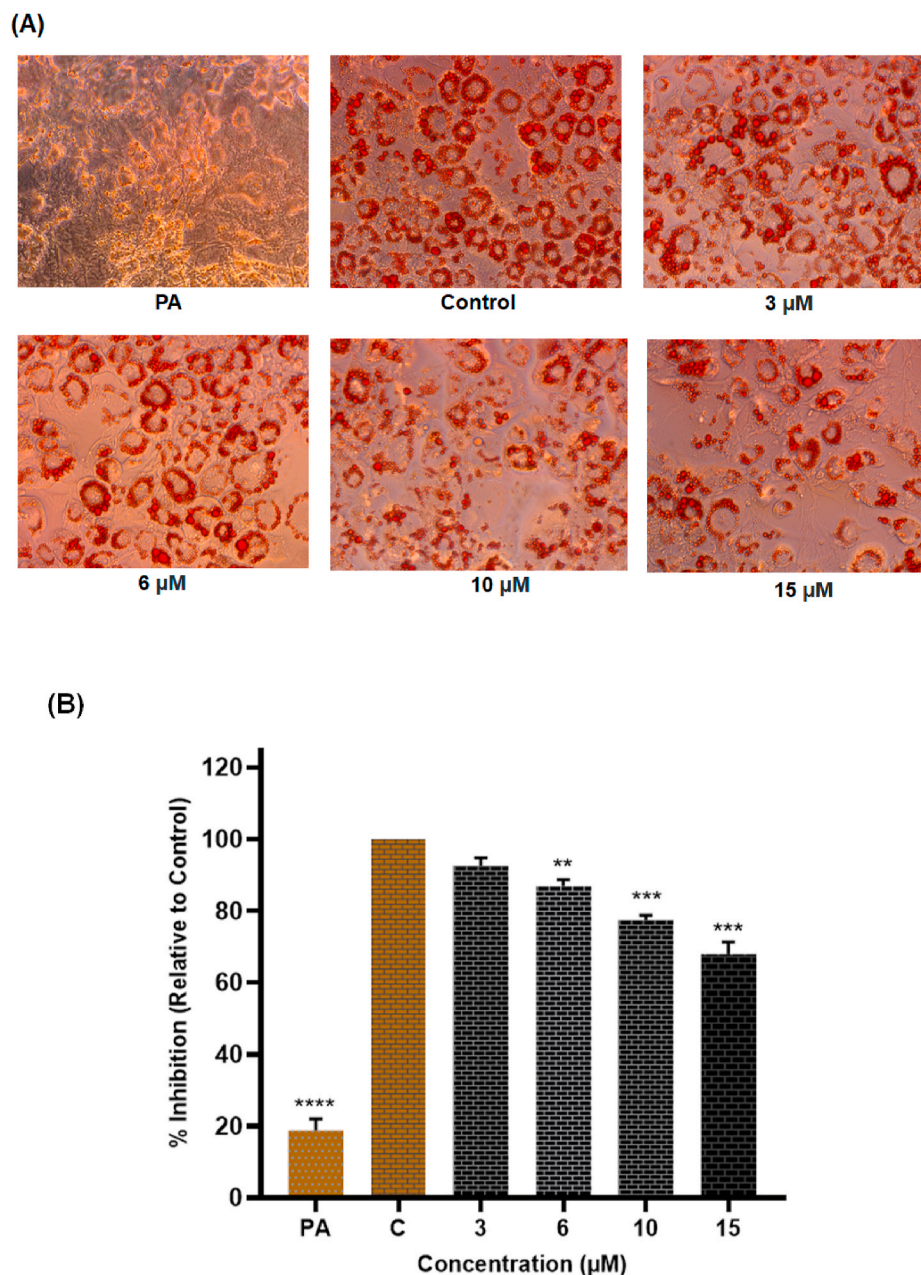 (A)
PA
Control
3 µM
6 µM
10 µM
15 µM
(B)
% Inhibition (Relative to Control)
120
100
80
60
40
20
0
****
**
***
***
PA
C
3
6
10
15
Concentration (µM)